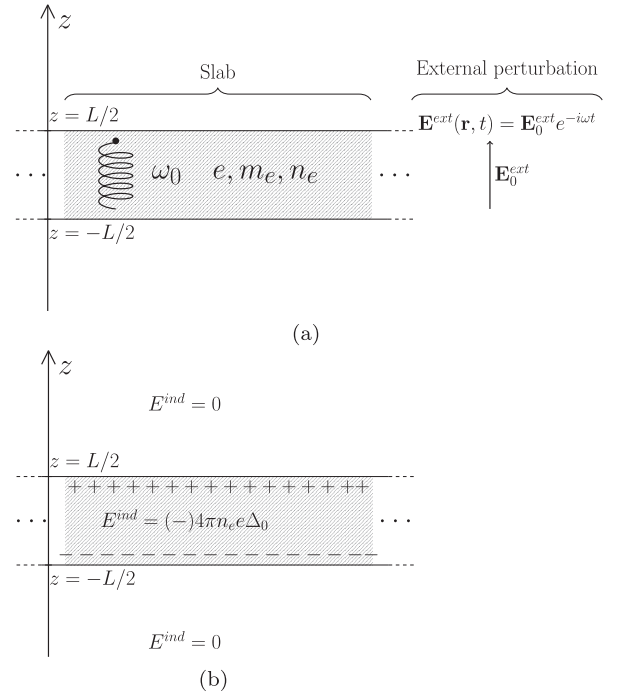 z
Slab
External perturbation
z = L/2
E^{ext}(r, t) = E_0^{ext} e^{-iωt}
. . . ω_0 e, m_e, n_e . . .
E_0^{ext}
z = -L/2
(a)
z
E^{ind} = 0
z = L/2
+ + + + + + + + + + + + + + + +
. . . E^{ind} = (-)4πn_e eΔ_0 . . .
- - - - - - - - - - - - - - - - -
z = -L/2
E^{ind} = 0
(b)